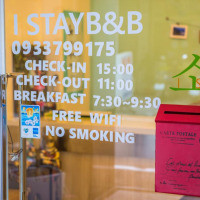 I STAYB&B
0933799175
CHECK-IN 15:00
CHECK-OUT 11:00
BREAKFAST 7:30~9:30
FREE WIFI
NO SMOKING